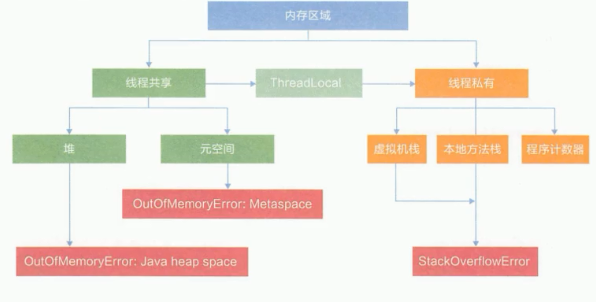 内存区域
线程共享
ThreadLocal
线程私有
堆
元空间
虚拟机栈
本地方法栈
程序计数器
OutOfMemoryError: Metaspace
OutOfMemoryError: Java heap space
StackOverflowError